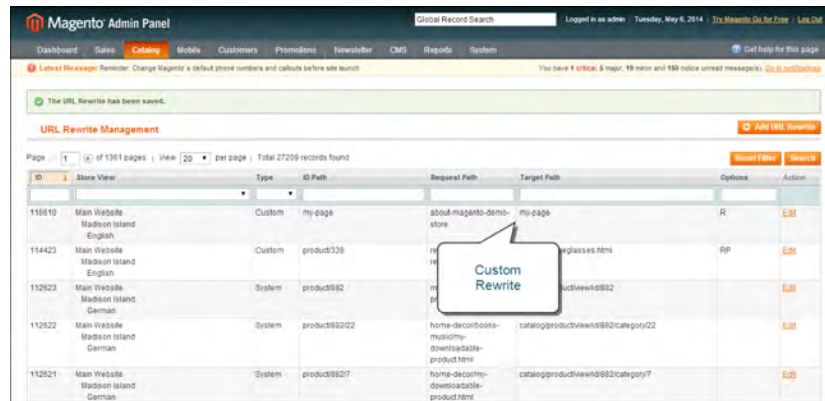 Magento Admin Panel
Global Record Search
Logged in as admin
Tuesday, May 6, 2014
Try Magento Go for Free
Log Out
Dashboard Sales Catalog Mobile Customers Promotions Newsletter CMS Reports System
Get help for this page
Latest Message: Reminder: Change Magento's default phone numbers and callouts before site launch
You have 1 critical, 5 major, 19 minor and 150 notice unread message(s). Go to notifications
The URL Rewrite has been saved.
URL Rewrite Management
Add URL Rewrite
Page 1 of 1361 pages | View 20 per page | Total 27209 records found
Reset Filter Search
ID Store View Type ID Path Request Path Target Path Options Action
116610 Main Website Custom my-page about-magento-demo- my-page R Edit
Madison Island store
English
114423 Main Website Custom product/339 eglasses.html RP Edit
Madison Island
English
112623 Main Website System product/882 Edit
Madison Island
German
Custom
Rewrite
112622 Main Website System product/882/22 home-decor/books- catalog/product/view/id/882/category/22 Edit
Madison Island music/my-
German downloadable-
product.html
112621 Main Website System product/882/7 home-decor/my- catalog/product/view/id/882/category/7 Edit
Madison Island downloadable-
German product.html